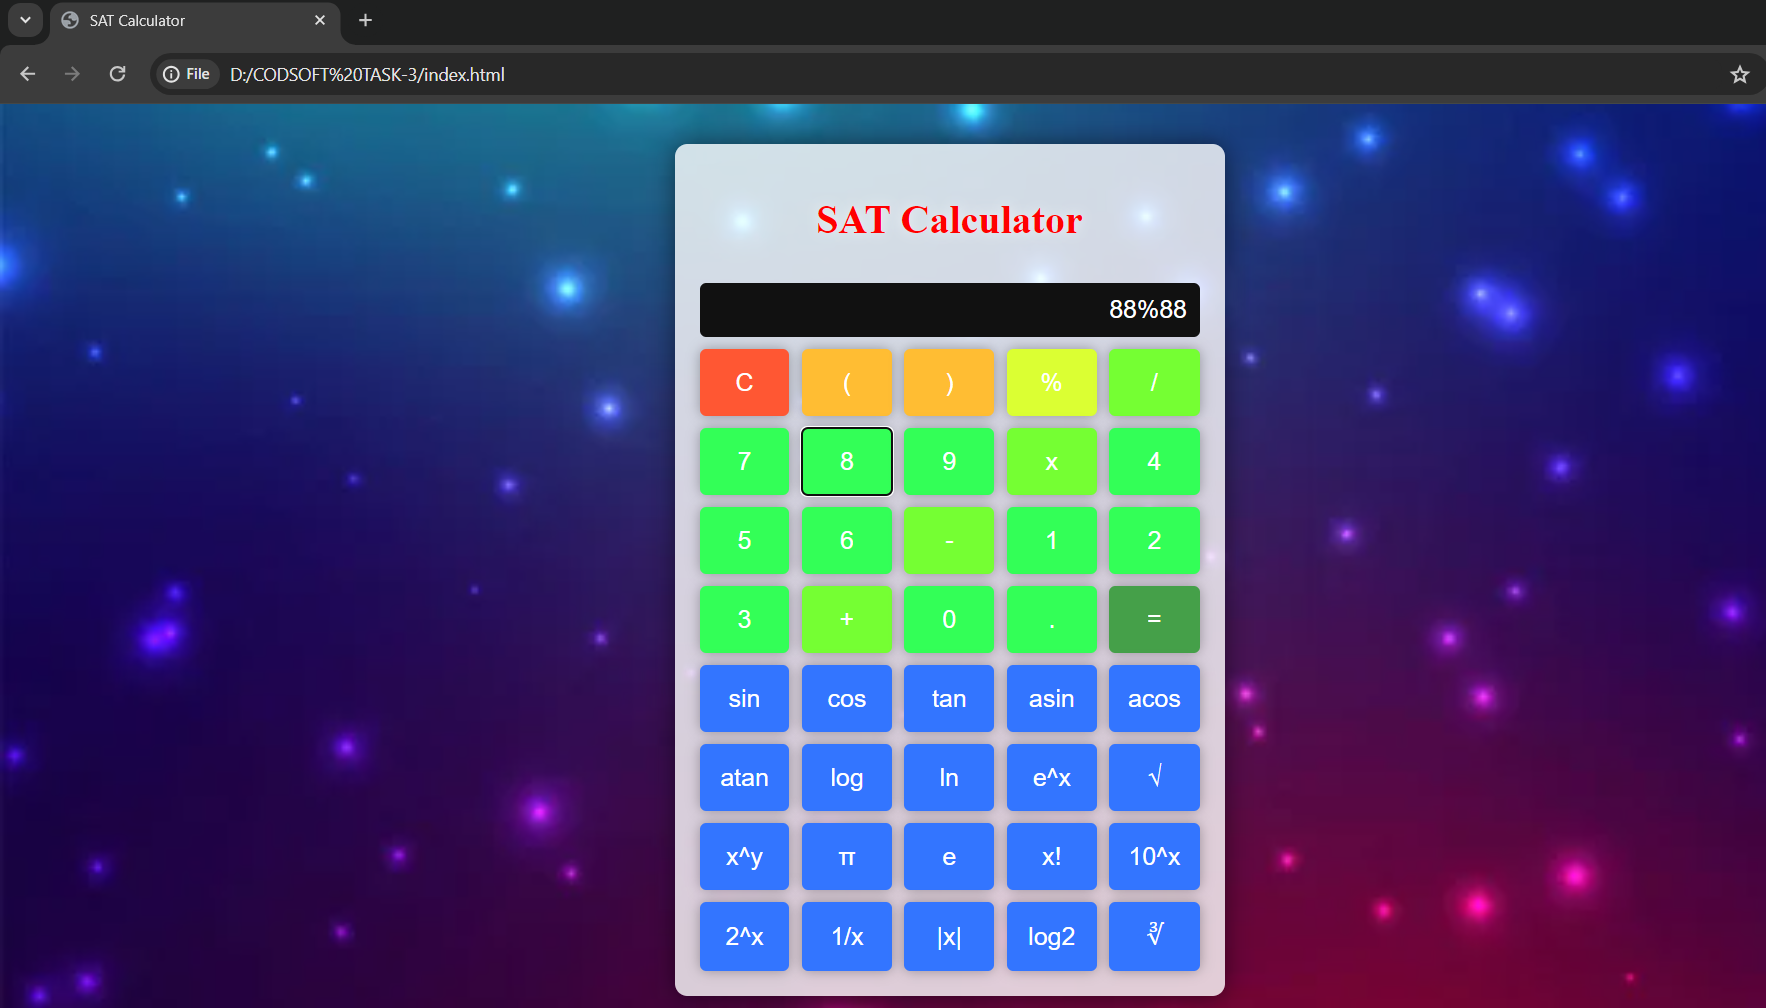 SAT Calculator
File D:/CODSOFT%20TASK-3/index.html
SAT Calculator
88%88
C ( ) % /
7 8 9 x 4
5 6 - 1 2
3 + 0 . =
sin cos tan asin acos
atan log ln e^x √
x^y π e x! 10^x
2^x 1/x |x| log2 ∛